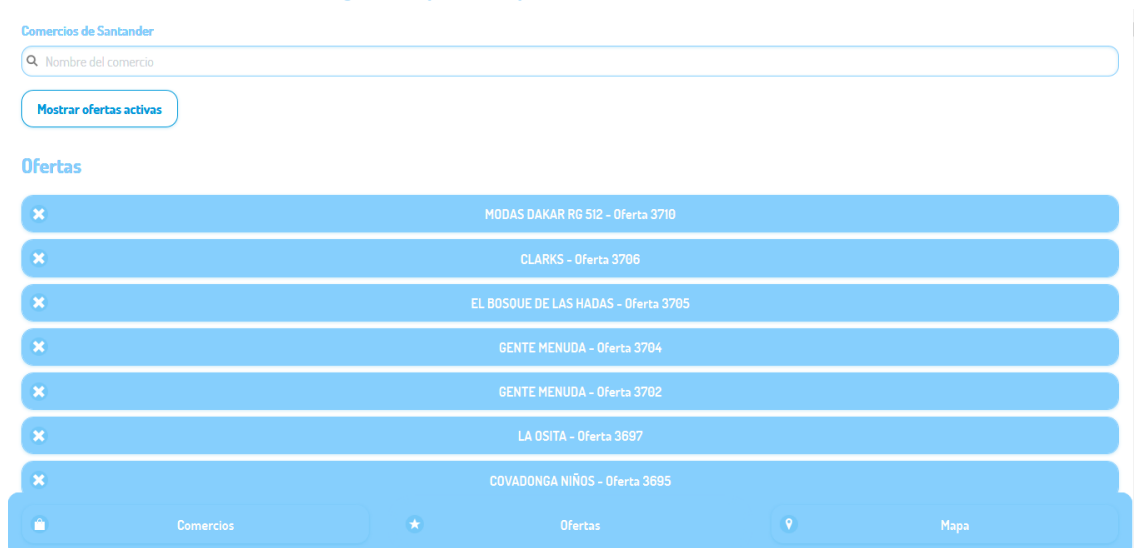 Comercios de Santander
Nombre del comercio
Mostrar ofertas activas
Ofertas
MODAS DAKAR RG 512 - Oferta 3710
CLARKS - Oferta 3706
EL BOSQUE DE LAS HADAS - Oferta 3705
GENTE MENUDA - Oferta 3704
GENTE MENUDA - Oferta 3702
LA OSITA - Oferta 3697
COVADONGA NIÑOS - Oferta 3695
Comercios
Ofertas
Mapa